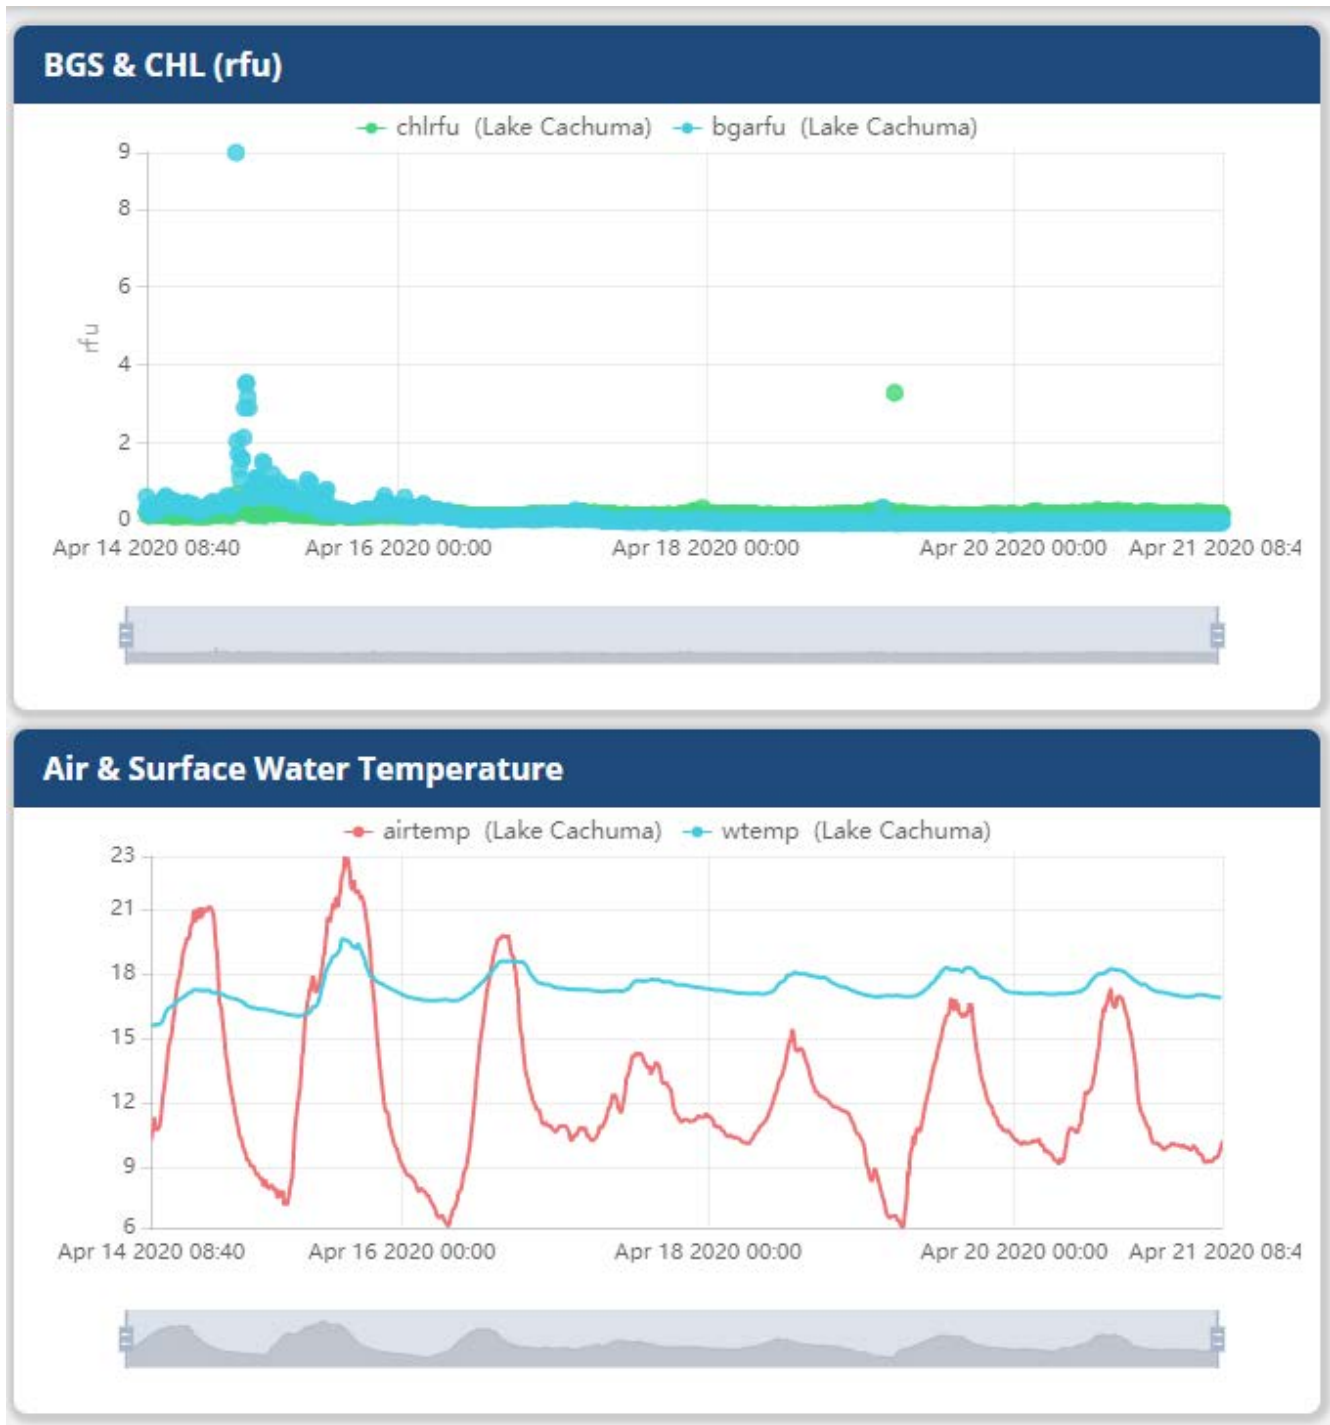 BGS & CHL (rfu)
chlrfu (Lake Cachuma) bgarfu (Lake Cachuma)
9
8
6
rfu
4
2
0
Apr 14 2020 08:40 Apr 16 2020 00:00 Apr 18 2020 00:00 Apr 20 2020 00:00 Apr 21 2020 08:4
Air & Surface Water Temperature
airtemp (Lake Cachuma) wtemp (Lake Cachuma)
23
21
18
15
12
9
6
Apr 14 2020 08:40 Apr 16 2020 00:00 Apr 18 2020 00:00 Apr 20 2020 00:00 Apr 21 2020 08:4